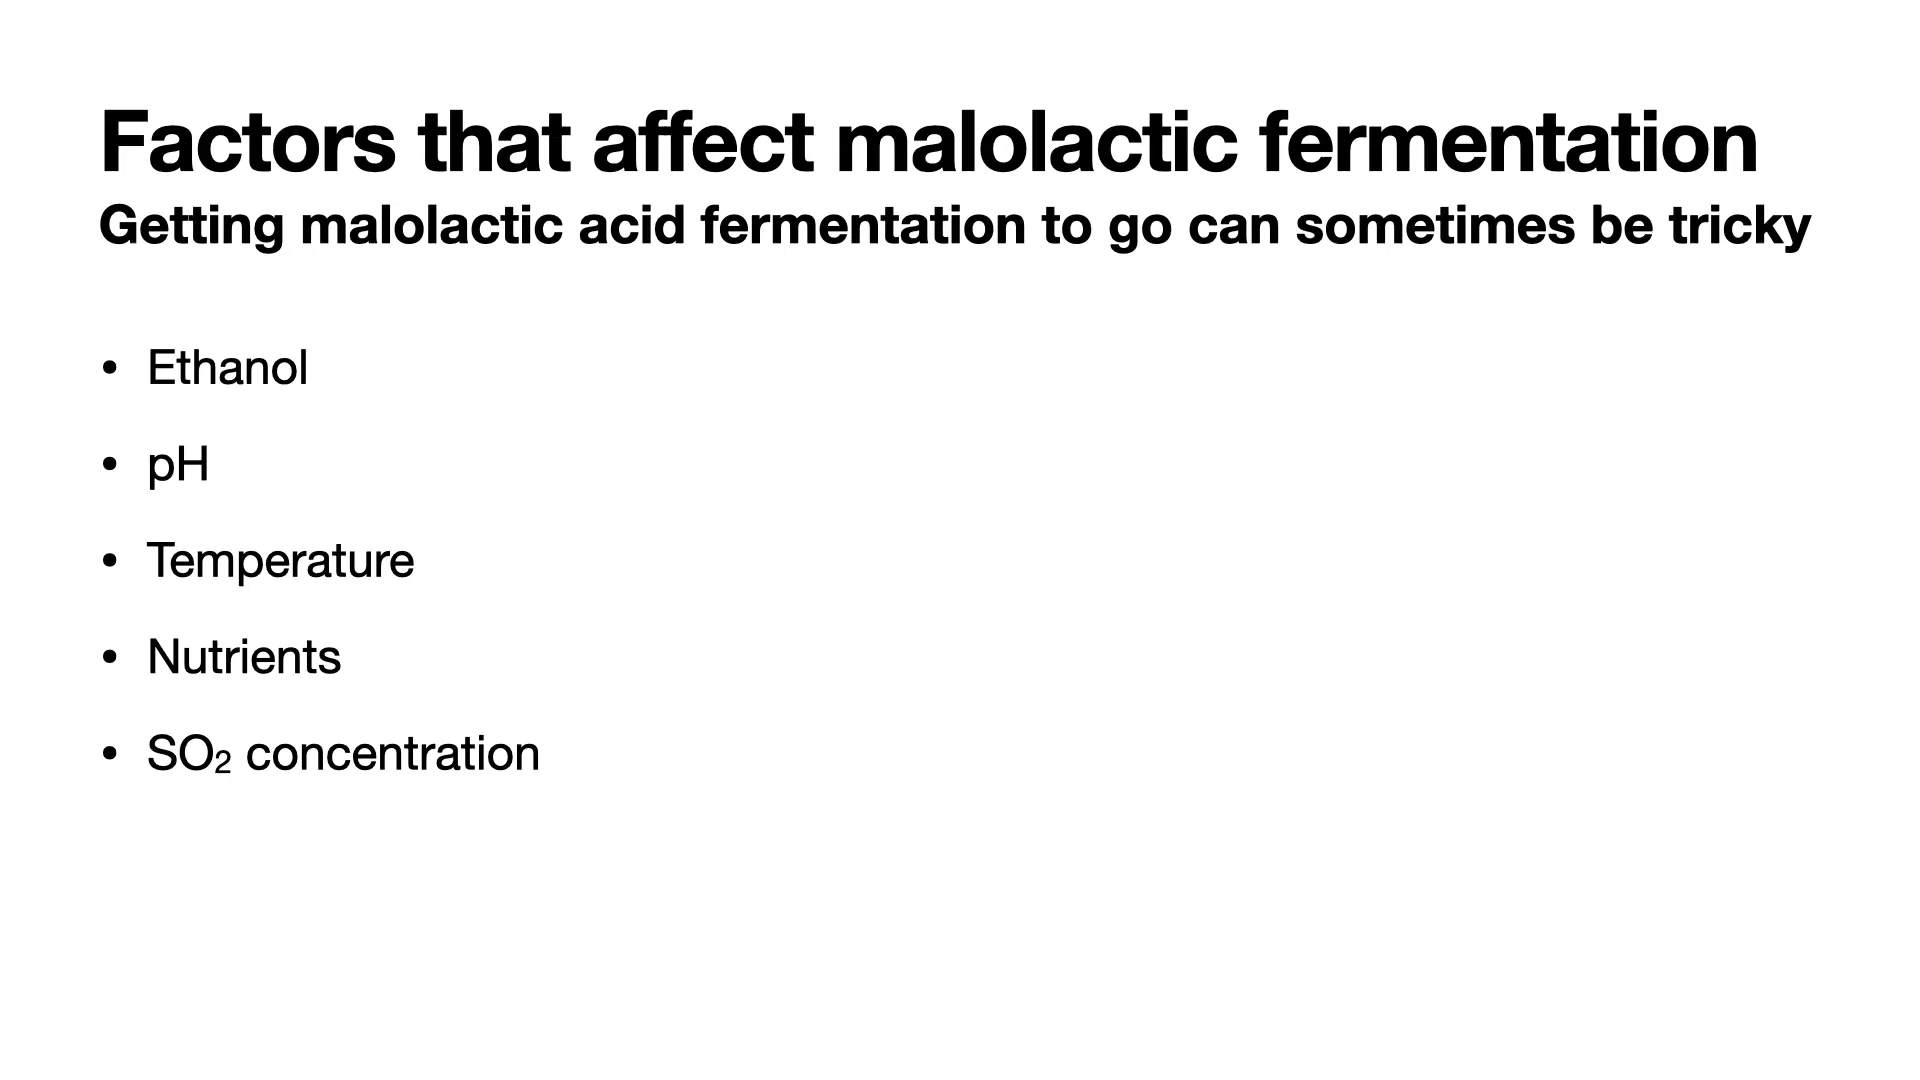 Factors that affect malolactic fermentation
Getting malolactic acid fermentation to go can sometimes be tricky
• Ethanol
• pH
• Temperature
• Nutrients
• SO₂ concentration